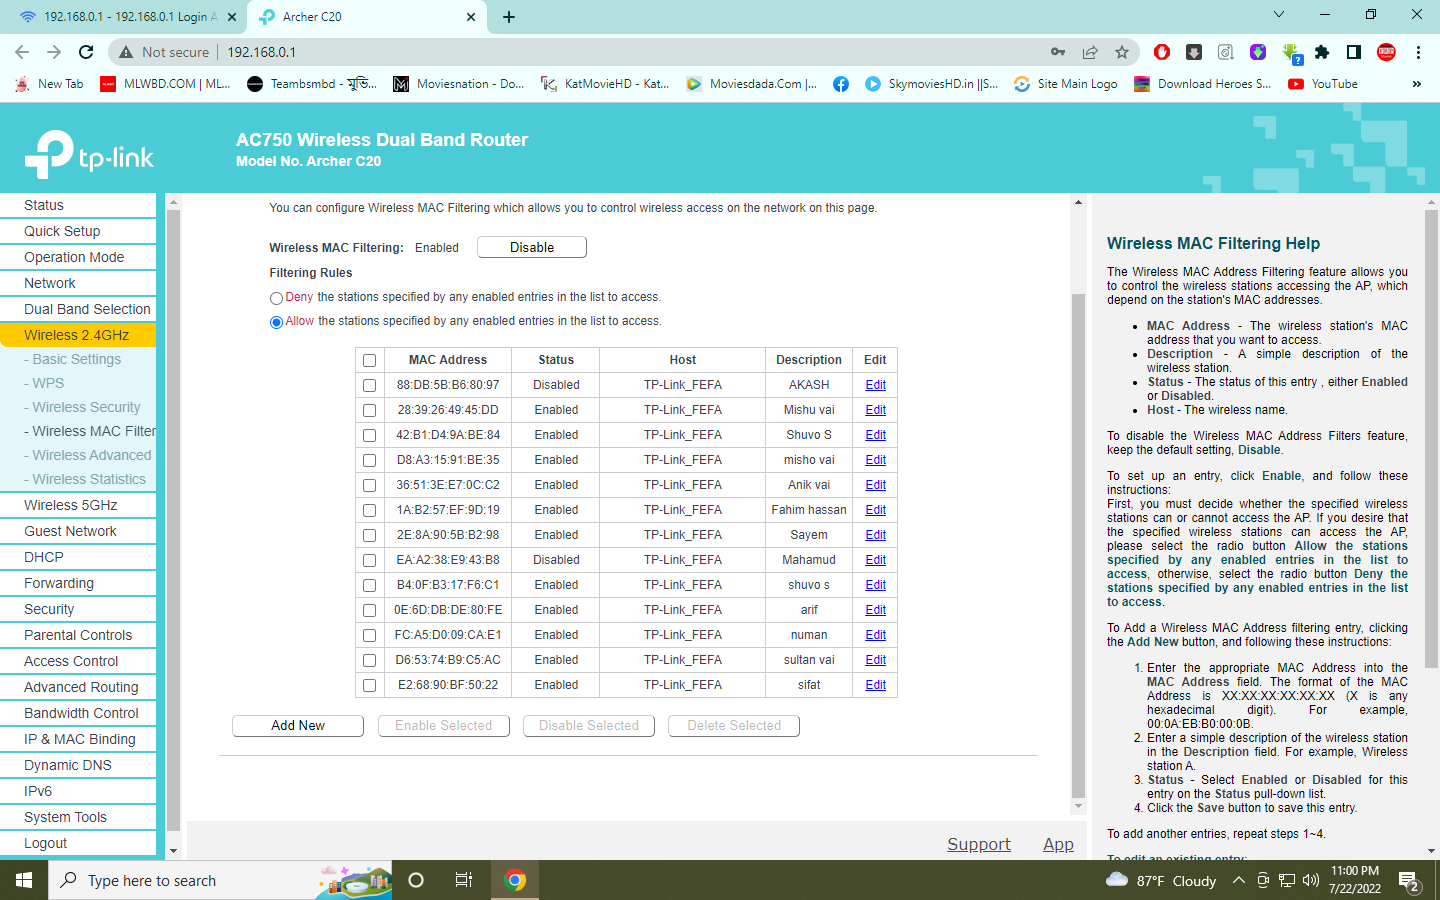 192.168.0.1 - 192.168.0.1 Login A
Archer C20
Not secure
192.168.0.1
New Tab
MLWBD.COM | ML...
Teambsmbd - মুভি...
Moviesnation - Do...
KatMovieHD - Kat...
Moviesdada.Com |...
SkymoviesHD.in ||S...
Site Main Logo
Download Heroes S...
YouTube
»
tp-link
AC750 Wireless Dual Band Router
Model No. Archer C20
Status
Quick Setup
Operation Mode
Network
Dual Band Selection
Wireless 2.4GHz
- Basic Settings
- WPS
- Wireless Security
- Wireless MAC Filter
- Wireless Advanced
- Wireless Statistics
Wireless 5GHz
Guest Network
DHCP
Forwarding
Security
Parental Controls
Access Control
Advanced Routing
Bandwidth Control
IP & MAC Binding
Dynamic DNS
IPv6
System Tools
Logout
You can configure Wireless MAC Filtering which allows you to control wireless access on the network on this page.
Wireless MAC Filtering: Enabled Disable
Filtering Rules
Deny the stations specified by any enabled entries in the list to access.
Allow the stations specified by any enabled entries in the list to access.
MAC Address Status Host Description Edit
88:DB:5B:B6:80:97 Disabled TP-Link_FEFA AKASH Edit
28:39:26:49:45:DD Enabled TP-Link_FEFA Mishu vai Edit
42:B1:D4:9A:BE:84 Enabled TP-Link_FEFA Shuvo S Edit
D8:A3:15:91:BE:35 Enabled TP-Link_FEFA misho vai Edit
36:51:3E:E7:0C:C2 Enabled TP-Link_FEFA Anik vai Edit
1A:B2:57:EF:9D:19 Enabled TP-Link_FEFA Fahim hassan Edit
2E:8A:90:5B:B2:98 Enabled TP-Link_FEFA Sayem Edit
EA:A2:38:E9:43:B8 Disabled TP-Link_FEFA Mahamud Edit
B4:0F:B3:17:F6:C1 Enabled TP-Link_FEFA shuvo s Edit
0E:6D:DB:DE:80:FE Enabled TP-Link_FEFA arif Edit
FC:A5:D0:09:CA:E1 Enabled TP-Link_FEFA numan Edit
D6:53:74:B9:C5:AC Enabled TP-Link_FEFA sultan vai Edit
E2:68:90:BF:50:22 Enabled TP-Link_FEFA sifat Edit
Add New Enable Selected Disable Selected Delete Selected
Support App
Wireless MAC Filtering Help
The Wireless MAC Address Filtering feature allows you
to control the wireless stations accessing the AP, which
depend on the station's MAC addresses.
• MAC Address - The wireless station's MAC
address that you want to access.
• Description - A simple description of the
wireless station.
• Status - The status of this entry , either Enabled
or Disabled.
• Host - The wireless name.
To disable the Wireless MAC Address Filters feature,
keep the default setting, Disable.
To set up an entry, click Enable, and follow these
instructions:
First, you must decide whether the specified wireless
stations can or cannot access the AP. If you desire that
the specified wireless stations can access the AP,
please select the radio button Allow the stations
specified by any enabled entries in the list to
access, otherwise, select the radio button Deny the
stations specified by any enabled entries in the list
to access.
To Add a Wireless MAC Address filtering entry, clicking
the Add New button, and following these instructions:
1. Enter the appropriate MAC Address into the
MAC Address field. The format of the MAC
Address is XX:XX:XX:XX:XX:XX (X is any
hexadecimal digit). For example,
00:0A:EB:B0:00:0B.
2. Enter a simple description of the wireless station
in the Description field. For example, Wireless
station A.
3. Status - Select Enabled or Disabled for this
entry on the Status pull-down list.
4. Click the Save button to save this entry.
To add another entries, repeat steps 1~4.
To edit an existing entry:
Type here to search
87°F Cloudy
11:00 PM
7/22/2022
2